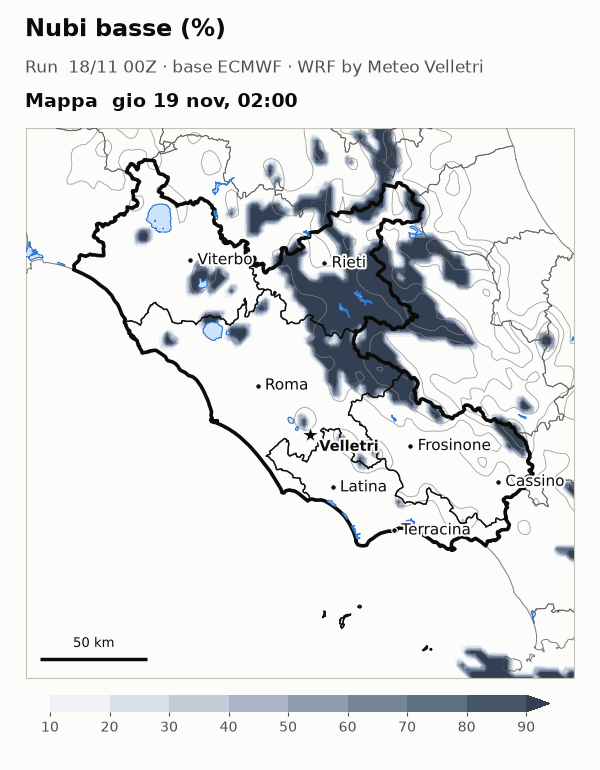 Nubi basse (%)
Run  18/11 00Z · base ECMWF · WRF by Meteo Velletri
Mappa  gio 19 nov, 02:00
Viterbo
Rieti
Roma
Velletri
Frosinone
Latina
Cassino
Terracina
50 km
10 20 30 40 50 60 70 80 90